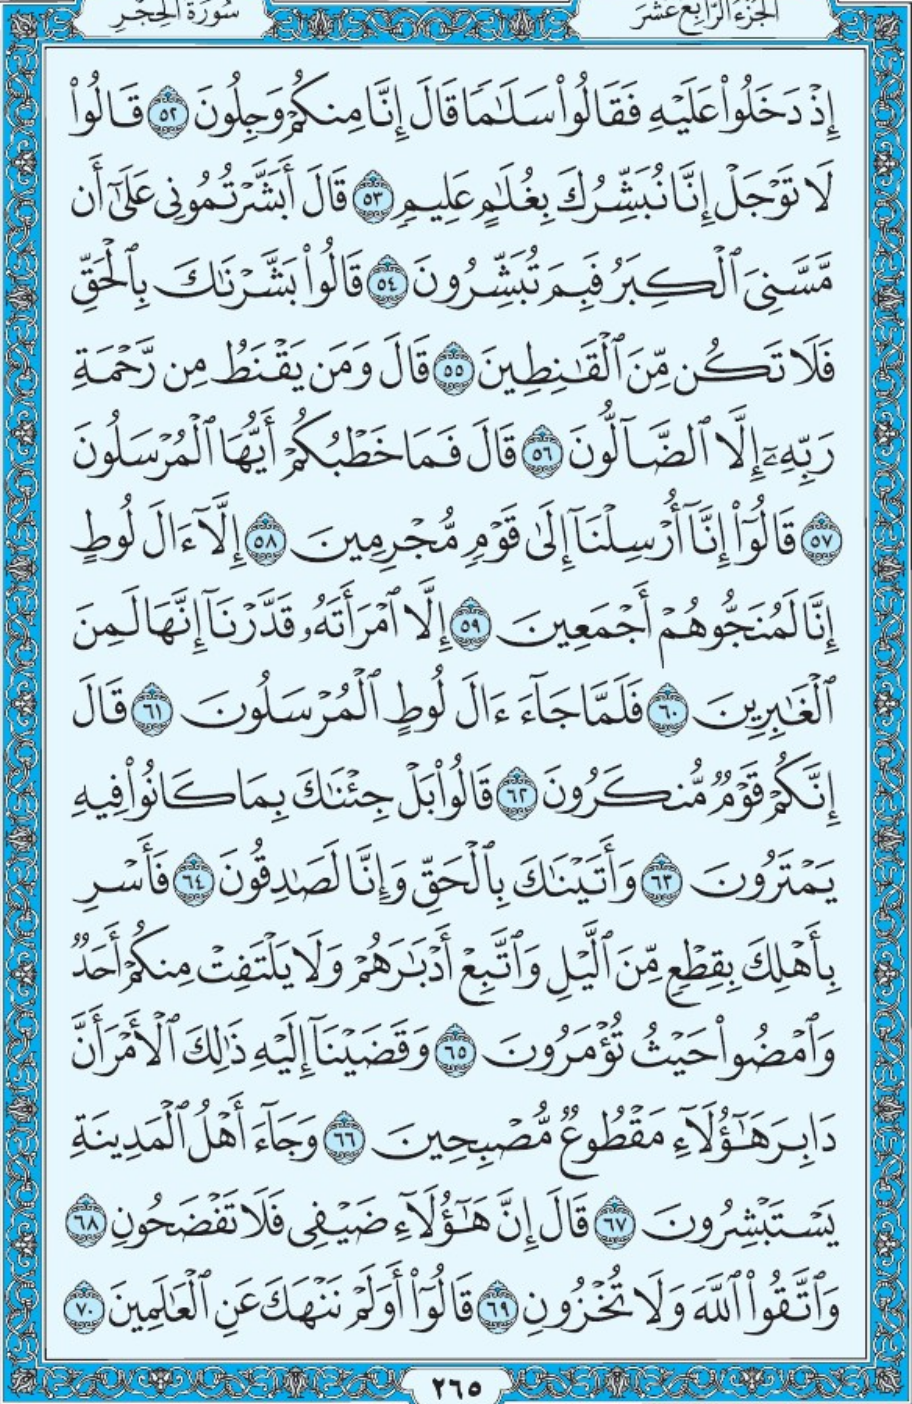 الجُزْءُ الرَّابِعَ عَشَرَ
سُورَةُ الحِجْرِ
إِذْ دَخَلُوا۟ عَلَيْهِ فَقَالُوا۟ سَلَـٰمًا قَالَ إِنَّا مِنكُمْ وَجِلُونَ ٥٢ قَالُوا۟
لَا تَوْجَلْ إِنَّا نُبَشِّرُكَ بِغُلَـٰمٍ عَلِيمٍ ٥٣ قَالَ أَبَشَّرْتُمُونِى عَلَىٰٓ أَن
مَّسَّنِىَ ٱلْكِبَرُ فَبِمَ تُبَشِّرُونَ ٥٤ قَالُوا۟ بَشَّرْنَـٰكَ بِٱلْحَقِّ
فَلَا تَكُن مِّنَ ٱلْقَـٰنِطِينَ ٥٥ قَالَ وَمَن يَقْنَطُ مِن رَّحْمَةِ
رَبِّهِۦٓ إِلَّا ٱلضَّآلُّونَ ٥٦ قَالَ فَمَا خَطْبُكُمْ أَيُّهَا ٱلْمُرْسَلُونَ
٥٧ قَالُوٓا۟ إِنَّآ أُرْسِلْنَآ إِلَىٰ قَوْمٍ مُّجْرِمِينَ ٥٨ إِلَّآ ءَالَ لُوطٍ
إِنَّا لَمُنَجُّوهُمْ أَجْمَعِينَ ٥٩ إِلَّا ٱمْرَأَتَهُۥ قَدَّرْنَآ إِنَّهَا لَمِنَ
ٱلْغَـٰبِرِينَ ٦٠ فَلَمَّا جَآءَ ءَالَ لُوطٍ ٱلْمُرْسَلُونَ ٦١ قَالَ
إِنَّكُمْ قَوْمٌ مُّنكَرُونَ ٦٢ قَالُوا۟ بَلْ جِئْنَـٰكَ بِمَا كَانُوا۟ فِيهِ
يَمْتَرُونَ ٦٣ وَأَتَيْنَـٰكَ بِٱلْحَقِّ وَإِنَّا لَصَـٰدِقُونَ ٦٤ فَأَسْرِ
بِأَهْلِكَ بِقِطْعٍ مِّنَ ٱلَّيْلِ وَٱتَّبِعْ أَدْبَـٰرَهُمْ وَلَا يَلْتَفِتْ مِنكُمْ أَحَدٌ
وَٱمْضُوا۟ حَيْثُ تُؤْمَرُونَ ٦٥ وَقَضَيْنَآ إِلَيْهِ ذَٰلِكَ ٱلْأَمْرَ أَنَّ
دَابِرَ هَـٰٓؤُلَآءِ مَقْطُوعٌ مُّصْبِحِينَ ٦٦ وَجَآءَ أَهْلُ ٱلْمَدِينَةِ
يَسْتَبْشِرُونَ ٦٧ قَالَ إِنَّ هَـٰٓؤُلَآءِ ضَيْفِى فَلَا تَفْضَحُونِ ٦٨
وَٱتَّقُوا۟ ٱللَّهَ وَلَا تُخْزُونِ ٦٩ قَالُوٓا۟ أَوَلَمْ نَنْهَكَ عَنِ ٱلْعَـٰلَمِينَ ٧٠
٢٦٥